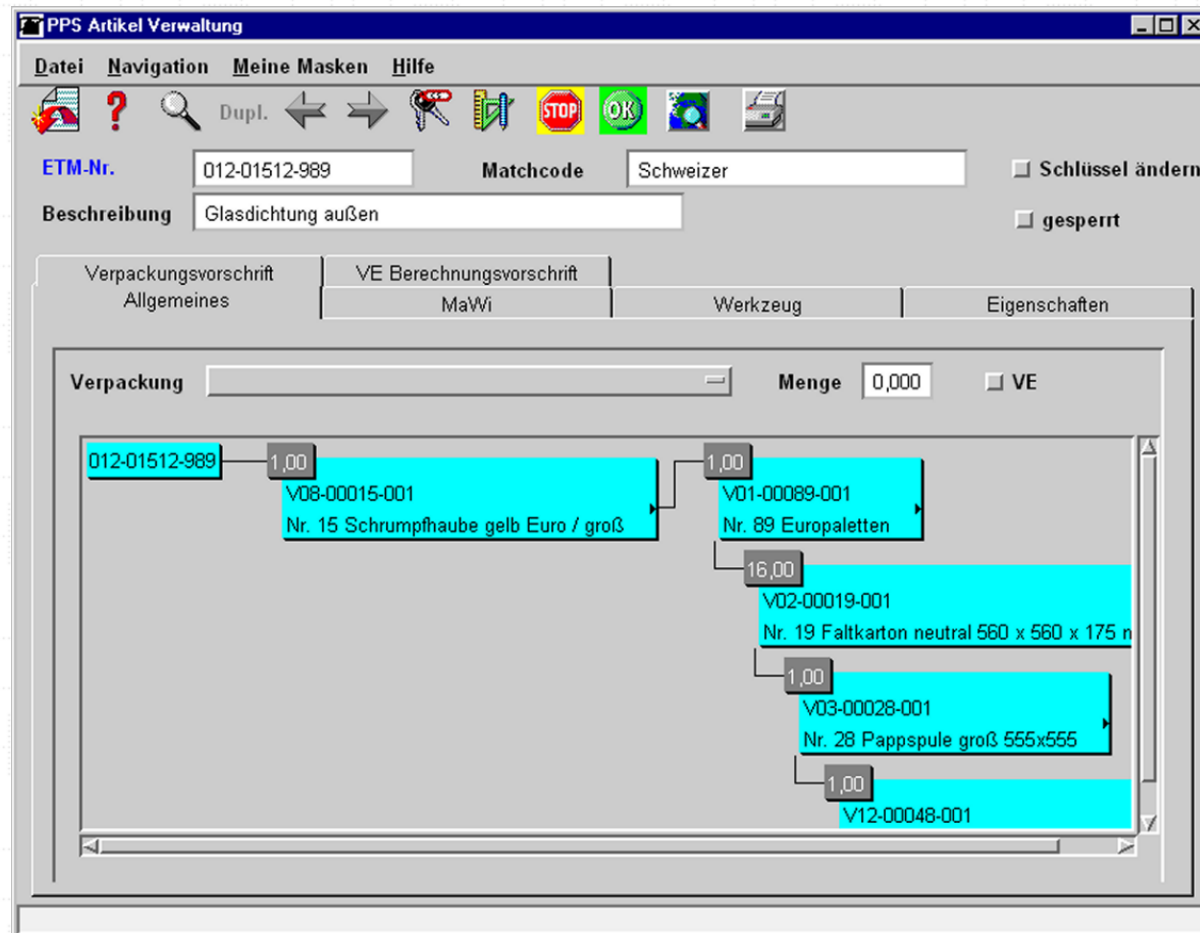 PPS Artikel Verwaltung
Datei Navigation Meine Masken Hilfe
Dupl. STOP OK
ETM-Nr. 012-01512-989 Matchcode Schweizer Schlüssel ändern
Beschreibung Glasdichtung außen gesperrt
Verpackungsvorschrift VE Berechnungsvorschrift
Allgemeines MaWi Werkzeug Eigenschaften
Verpackung Menge 0,000 VE
012-01512-989 1,00 1,00
V08-00015-001 V01-00089-001
Nr. 15 Schrumpfhaube gelb Euro / groß Nr. 89 Europaletten
16,00
V02-00019-001
Nr. 19 Faltkarton neutral 560 x 560 x 175
1,00
V03-00028-001
Nr. 28 Pappspule groß 555x555
1,00
V12-00048-001